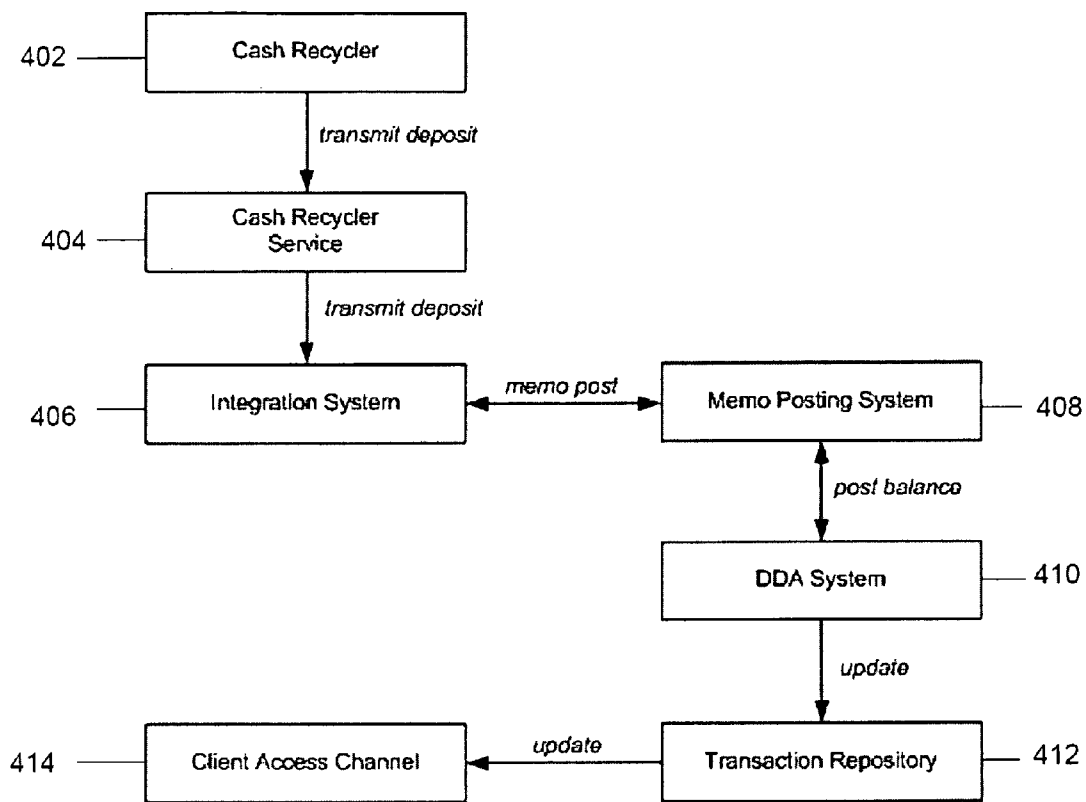 402
Cash Recycler
transmit deposit
404
Cash Recycler
Service
transmit deposit
406
Integration System
memo post
Memo Posting System
408
post balance
DDA System
410
update
414
Client Access Channel
update
Transaction Repository
412